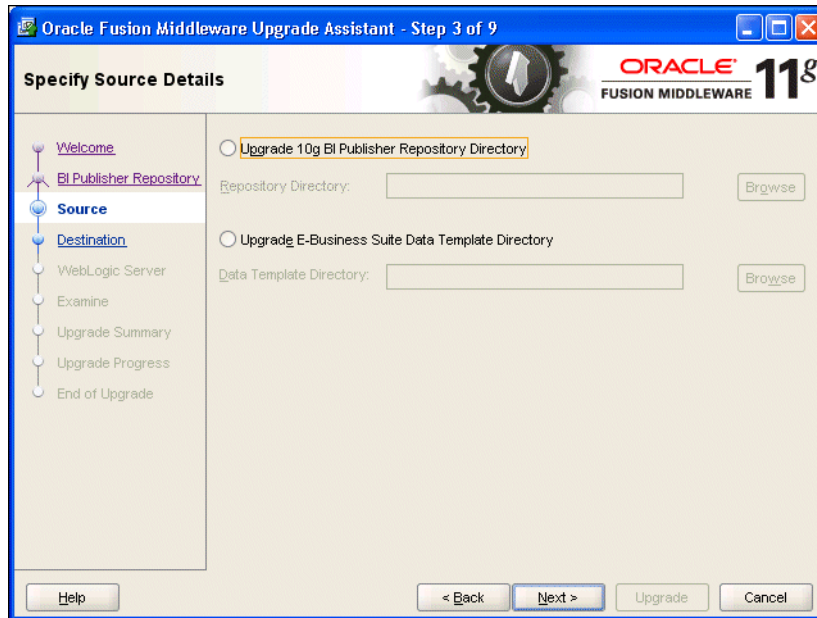 Oracle Fusion Middleware Upgrade Assistant - Step 3 of 9
Specify Source Details
ORACLE
FUSION MIDDLEWARE
11g
Welcome
BI Publisher Repository
Source
Destination
WebLogic Server
Examine
Upgrade Summary
Upgrade Progress
End of Upgrade
Upgrade 10g BI Publisher Repository Directory
Repository Directory:
Browse
Upgrade E-Business Suite Data Template Directory
Data Template Directory:
Browse
Help
< Back
Next >
Upgrade
Cancel